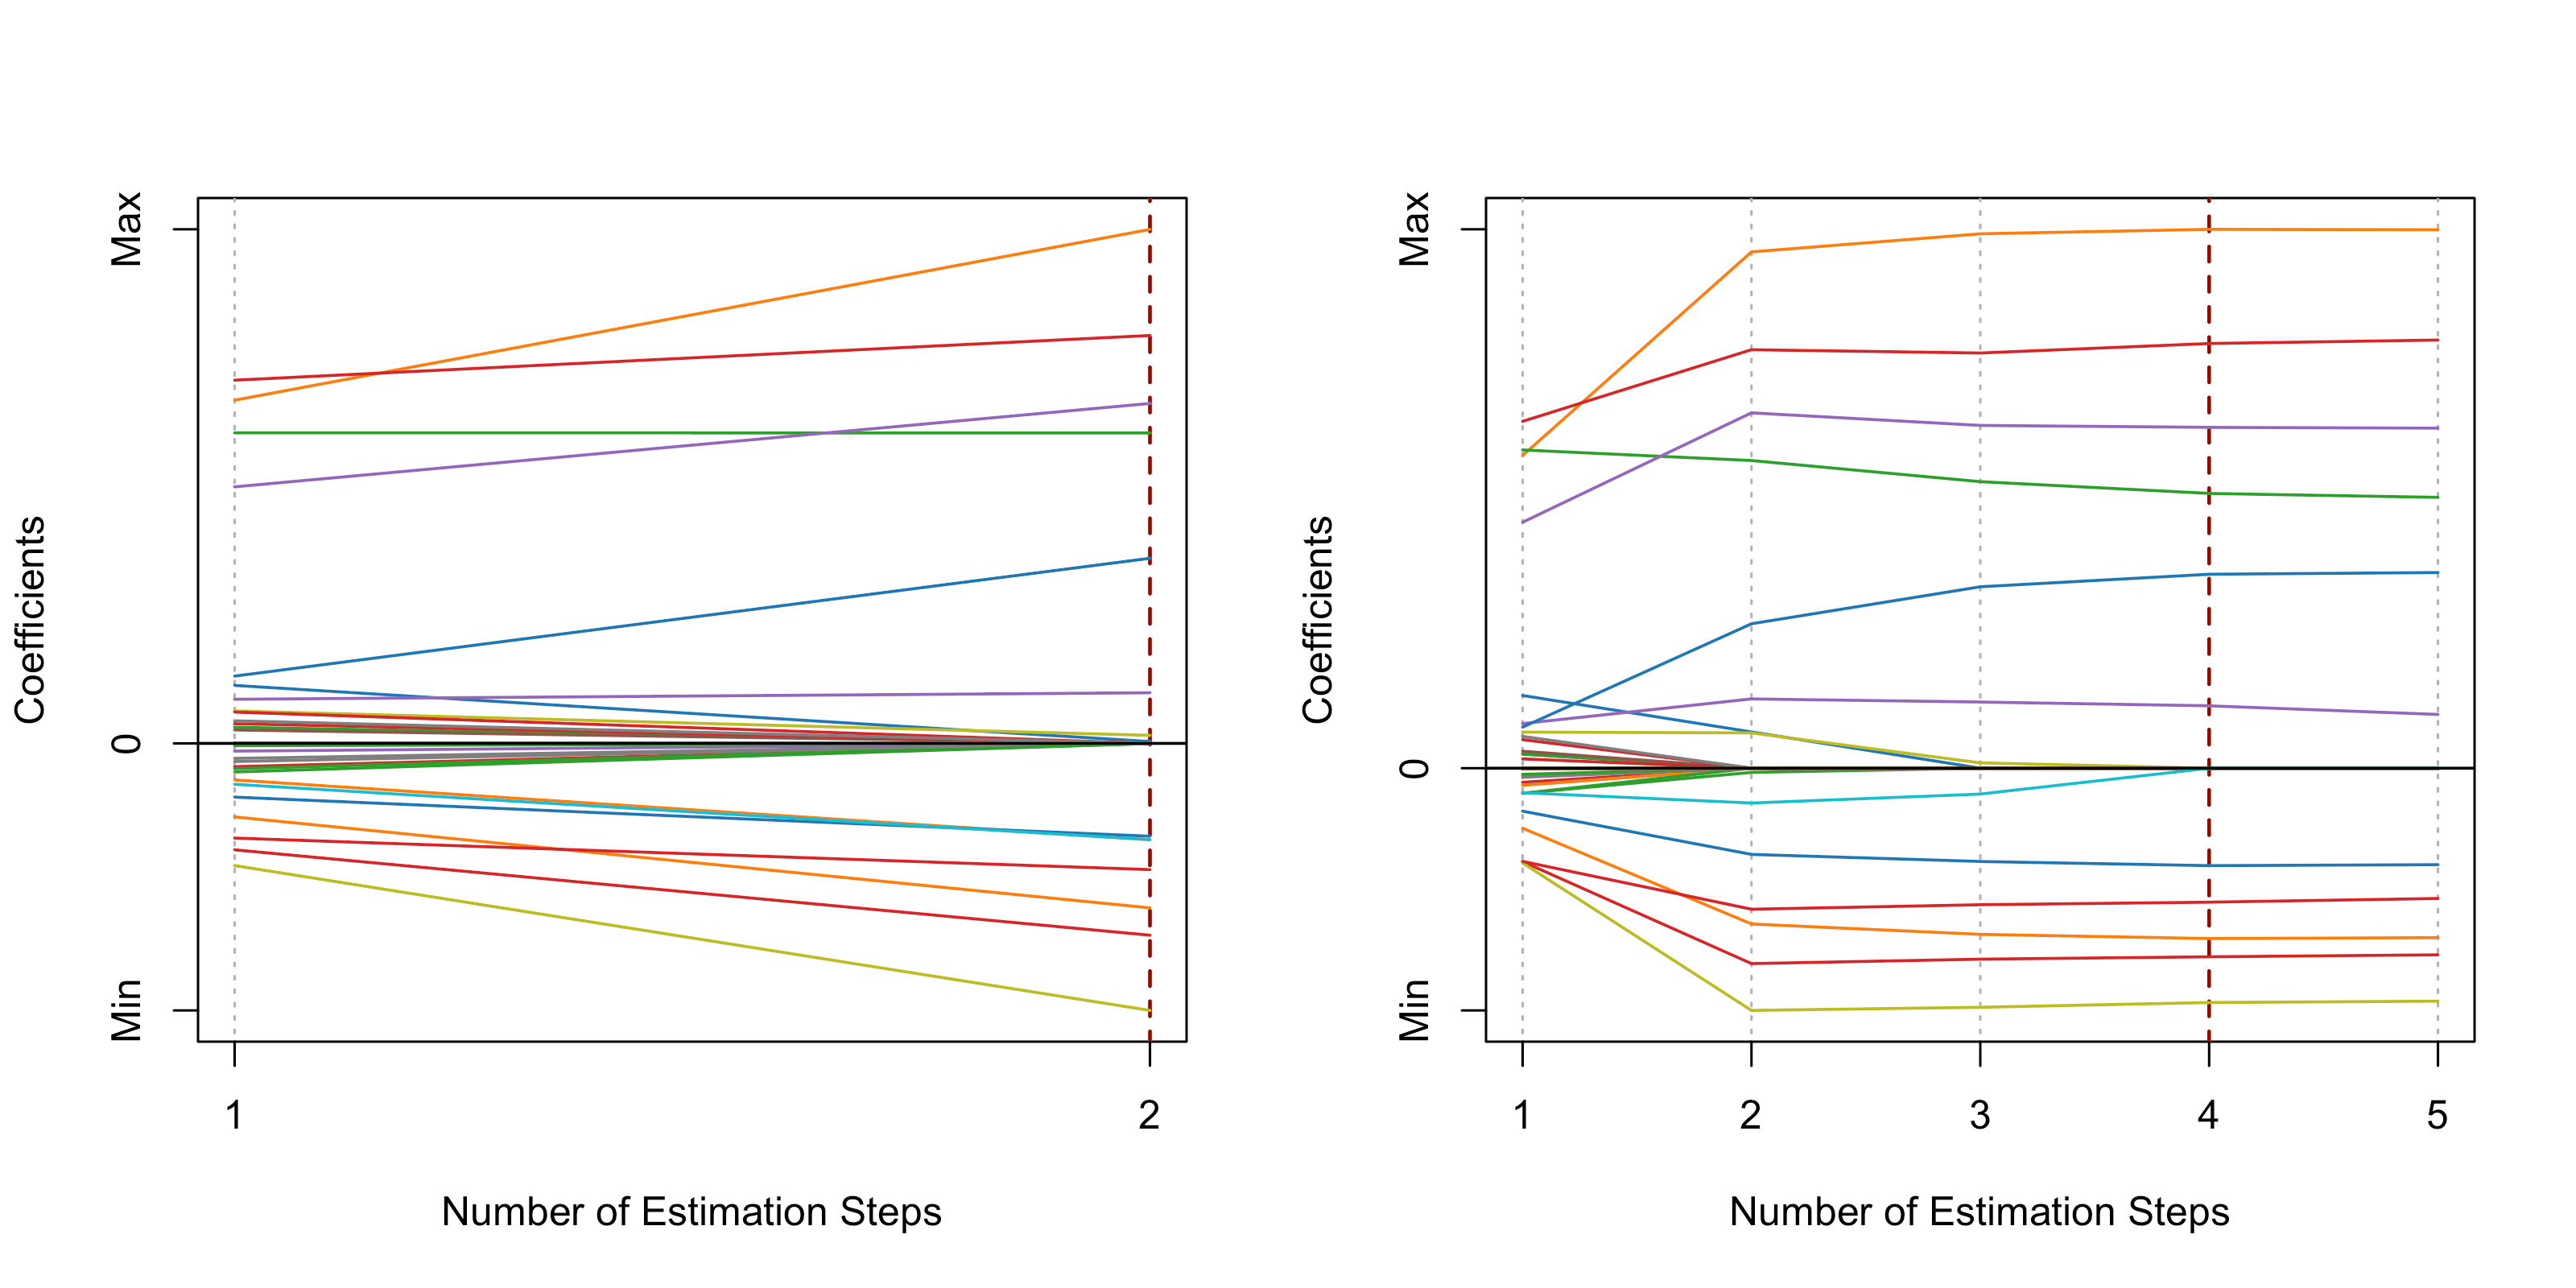 Coefficients
Max
0
Min
1
2
Number of Estimation Steps
Coefficients
Max
0
Min
1
2
3
4
5
Number of Estimation Steps